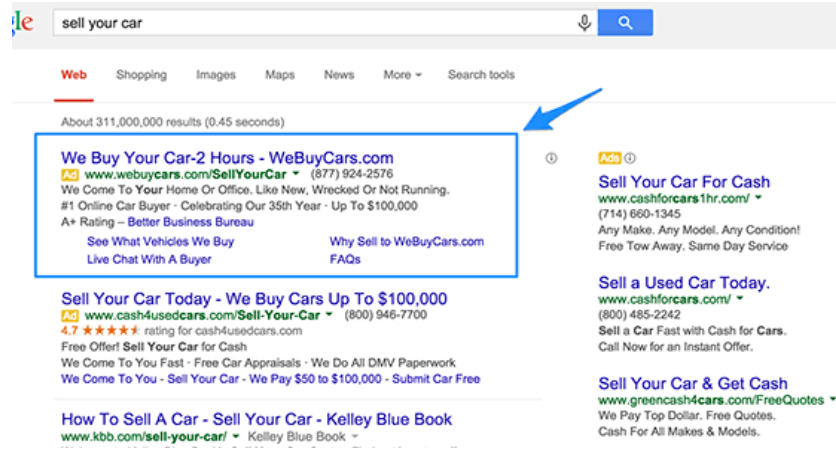 gle sell your car
Web Shopping Images Maps News More Search tools
About 311,000,000 results (0.45 seconds)
We Buy Your Car-2 Hours - WeBuyCars.com
Ad www.webuycars.com/SellYourCar (877) 924-2576
We Come To Your Home Or Office. Like New, Wrecked Or Not Running.
#1 Online Car Buyer · Celebrating Our 35th Year · Up To $100,000
A+ Rating – Better Business Bureau
See What Vehicles We Buy Why Sell to WeBuyCars.com
Live Chat With A Buyer FAQs
Sell Your Car Today - We Buy Cars Up To $100,000
Ad www.cash4usedcars.com/Sell-Your-Car (800) 946-7700
4.7 ★★★★★ rating for cash4usedcars.com
Free Offer! Sell Your Car for Cash
We Come To You Fast · Free Car Appraisals · We Do All DMV Paperwork
We Come To You - Sell Your Car - We Pay $50 to $100,000 - Submit Car Free
How To Sell A Car - Sell Your Car - Kelley Blue Book
www.kbb.com/sell-your-car/ Kelley Blue Book
Ads
Sell Your Car For Cash
www.cashforcars1hr.com/
(714) 660-1345
Any Make. Any Model. Any Condition!
Free Tow Away. Same Day Service
Sell a Used Car Today.
www.cashforcars.com/
(800) 485-2242
Sell a Car Fast with Cash for Cars.
Call Now for an Instant Offer.
Sell Your Car & Get Cash
www.greencash4cars.com/FreeQuotes
We Pay Top Dollar. Free Quotes.
Cash For All Makes & Models.